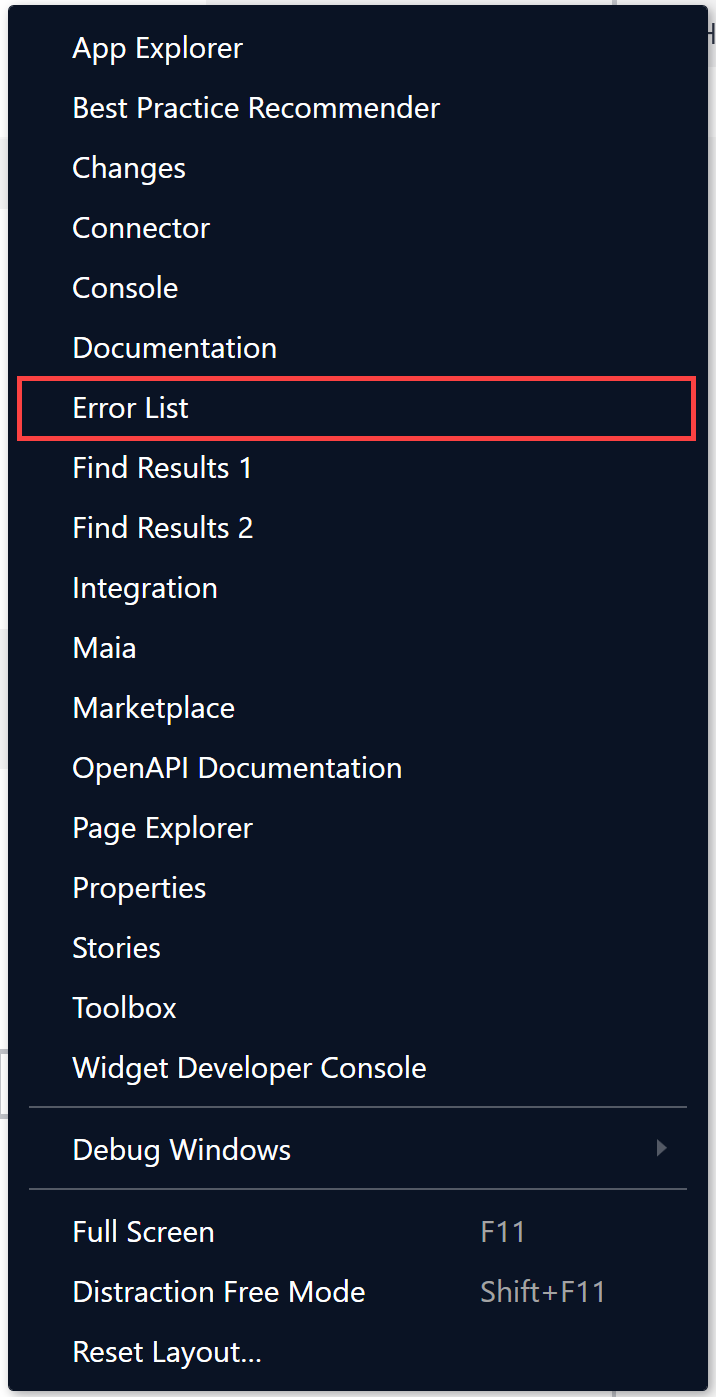 App Explorer
Best Practice Recommender
Changes
Connector
Console
Documentation
Error List
Find Results 1
Find Results 2
Integration
Maia
Marketplace
OpenAPI Documentation
Page Explorer
Properties
Stories
Toolbox
Widget Developer Console
Debug Windows
Full Screen F11
Distraction Free Mode Shift+F11
Reset Layout...